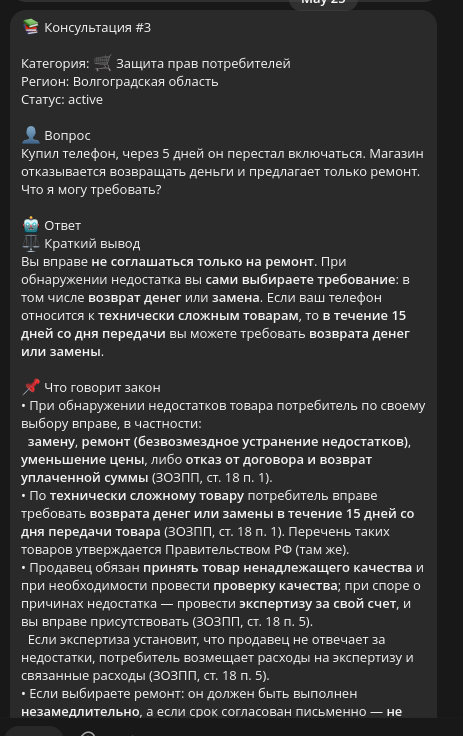 May 25
📚 Консультация #3
Категория: 🛒 Защита прав потребителей
Регион: Волгоградская область
Статус: active
👤 Вопрос
Купил телефон, через 5 дней он перестал включаться. Магазин
отказывается возвращать деньги и предлагает только ремонт.
Что я могу требовать?
🤖 Ответ
⚖️ Краткий вывод
Вы вправе не соглашаться только на ремонт. При
обнаружении недостатка вы сами выбираете требование: в
том числе возврат денег или замена. Если ваш телефон
относится к технически сложным товарам, то в течение 15
дней со дня передачи вы можете требовать возврата денег
или замены.
📌 Что говорит закон
• При обнаружении недостатков товара потребитель по своему
выбору вправе, в частности:
замену, ремонт (безвозмездное устранение недостатков),
уменьшение цены, либо отказ от договора и возврат
уплаченной суммы (ЗОЗПП, ст. 18 п. 1).
• По технически сложному товару потребитель вправе
требовать возврата денег или замены в течение 15 дней со
дня передачи товара (ЗОЗПП, ст. 18 п. 1). Перечень таких
товаров утверждается Правительством РФ (там же).
• Продавец обязан принять товар ненадлежащего качества и
при необходимости провести проверку качества; при споре о
причинах недостатка — провести экспертизу за свой счет, и
вы вправе присутствовать (ЗОЗПП, ст. 18 п. 5).
Если экспертиза установит, что продавец не отвечает за
недостатки, потребитель возмещает расходы на экспертизу и
связанные расходы (ЗОЗПП, ст. 18 п. 5).
• Если выбираете ремонт: он должен быть выполнен
незамедлительно, а если срок согласован письменно — не